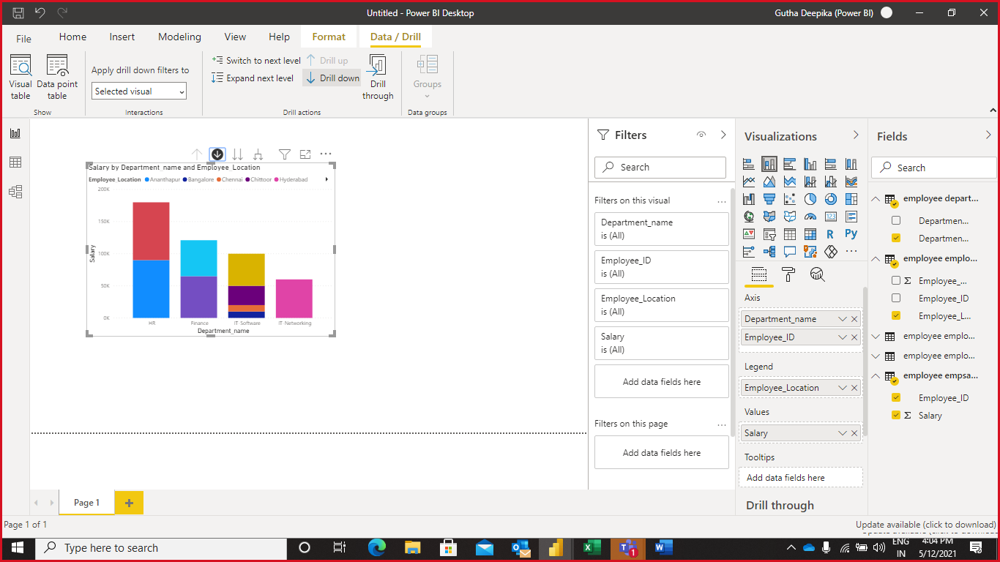 Untitled - Power BI Desktop
Gutha Deepika (Power BI)
File
Home
Insert
Modeling
View
Help
Format
Data / Drill
Visual table
Data point table
Show
Apply drill down filters to
Selected visual
Interactions
Switch to next level
Expand next level
Drill up
Drill down
Drill through
Drill actions
Groups
Data groups
Salary by Department_name and Employee_Location
Employee_Location Ananthapur Bangalore Chennai Chittoor Hyderabad
200K
150K
100K
50K
0K
Salary
HR
Finance
IT-Software
IT-Networking
Department_name
Filters
Search
Filters on this visual
Department_name
is (All)
Employee_ID
is (All)
Employee_Location
is (All)
Salary
is (All)
Add data fields here
Filters on this page
Add data fields here
Visualizations
R
Py
123
Axis
Department_name
Employee_ID
Legend
Employee_Location
Values
Salary
Tooltips
Add data fields here
Drill through
Fields
Search
employee depart...
Departmen...
Departmen...
employee emplo...
Σ Employee_...
Employee_ID
Employee_L...
employee emplo...
employee emplo...
employee empsa...
Employee_ID
Σ Salary
Page 1
Page 1 of 1
Update available (click to download)
Type here to search
1
ENG
IN
4:04 PM
5/12/2021